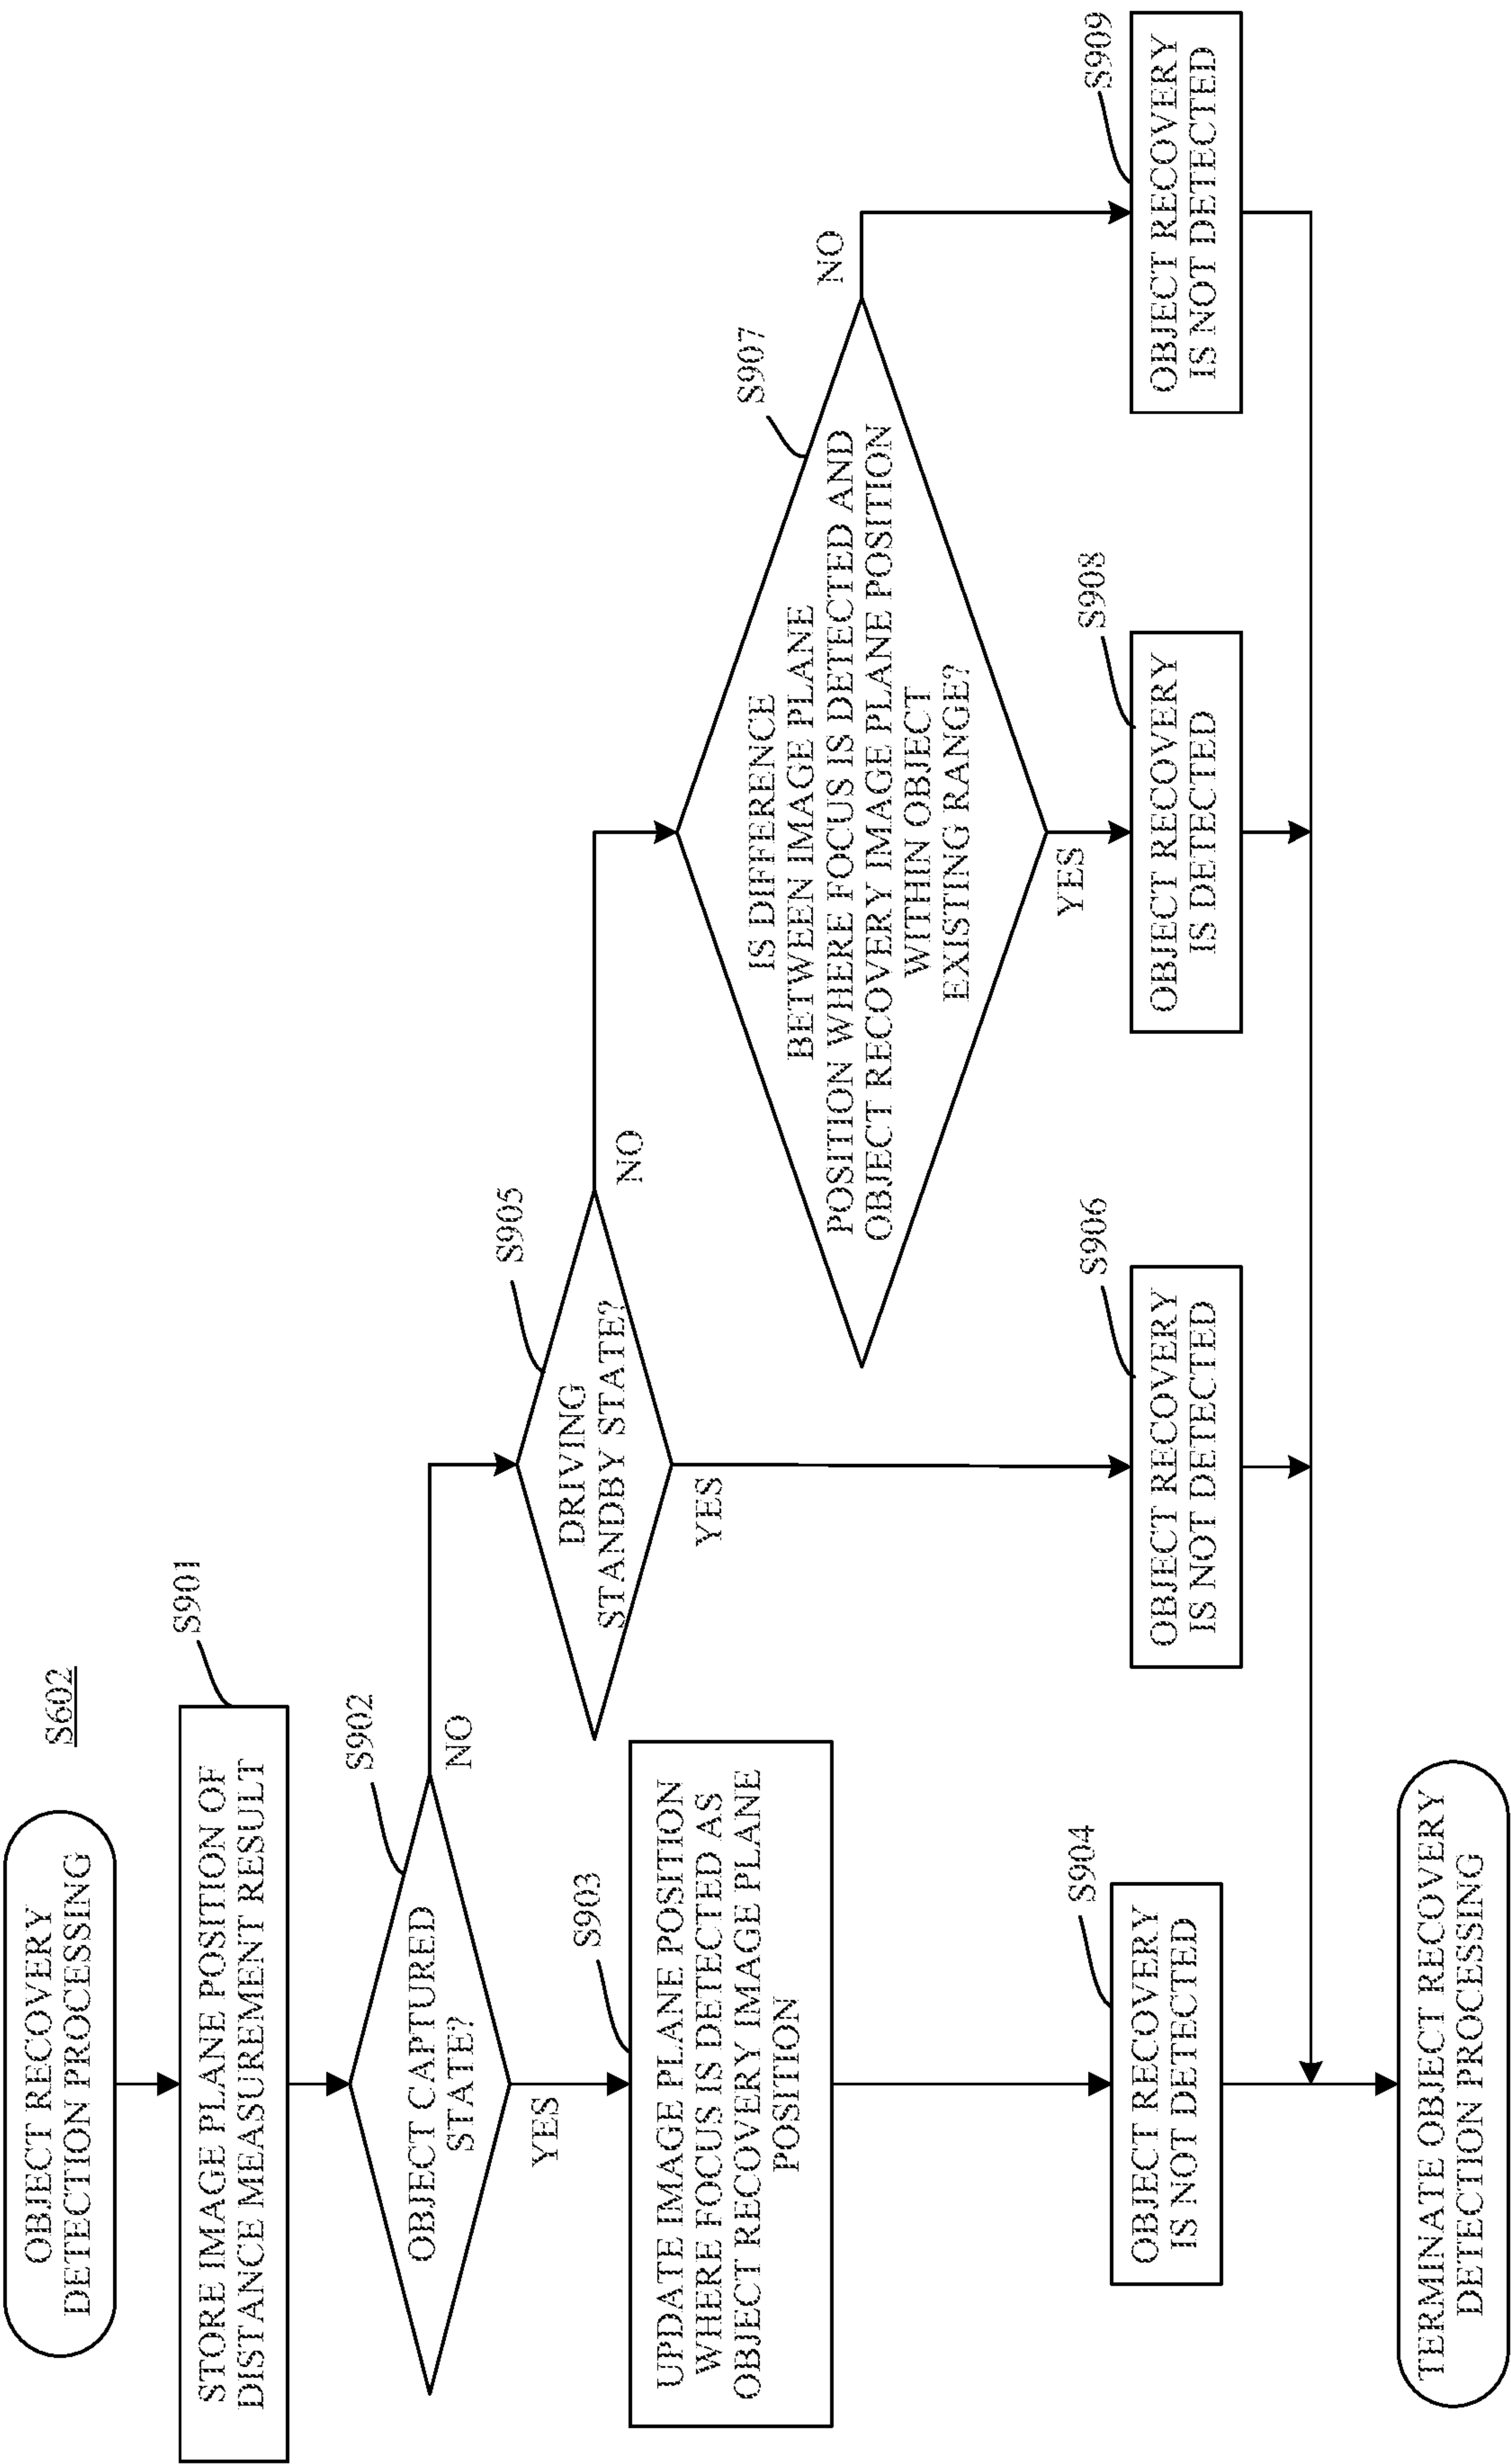 S602
OBJECT RECOVERY
DETECTION PROCESSING
S901
STORE IMAGE PLANE POSITION OF
DISTANCE MEASUREMENT RESULT
S902
OBJECT CAPTURED
STATE?
NO
YES
S903
UPDATE IMAGE PLANE POSITION
WHERE FOCUS IS DETECTED AS
OBJECT RECOVERY IMAGE PLANE
POSITION
S904
OBJECT RECOVERY
IS NOT DETECTED
S905
DRIVING
STANDBY STATE?
NO
YES
S906
OBJECT RECOVERY
IS NOT DETECTED
S907
IS DIFFERENCE
BETWEEN IMAGE PLANE
POSITION WHERE FOCUS IS DETECTED AND
OBJECT RECOVERY IMAGE PLANE POSITION
WITHIN OBJECT
EXISTING RANGE?
NO
YES
S908
OBJECT RECOVERY
IS DETECTED
S909
OBJECT RECOVERY
IS NOT DETECTED
TERMINATE OBJECT RECOVERY
DETECTION PROCESSING